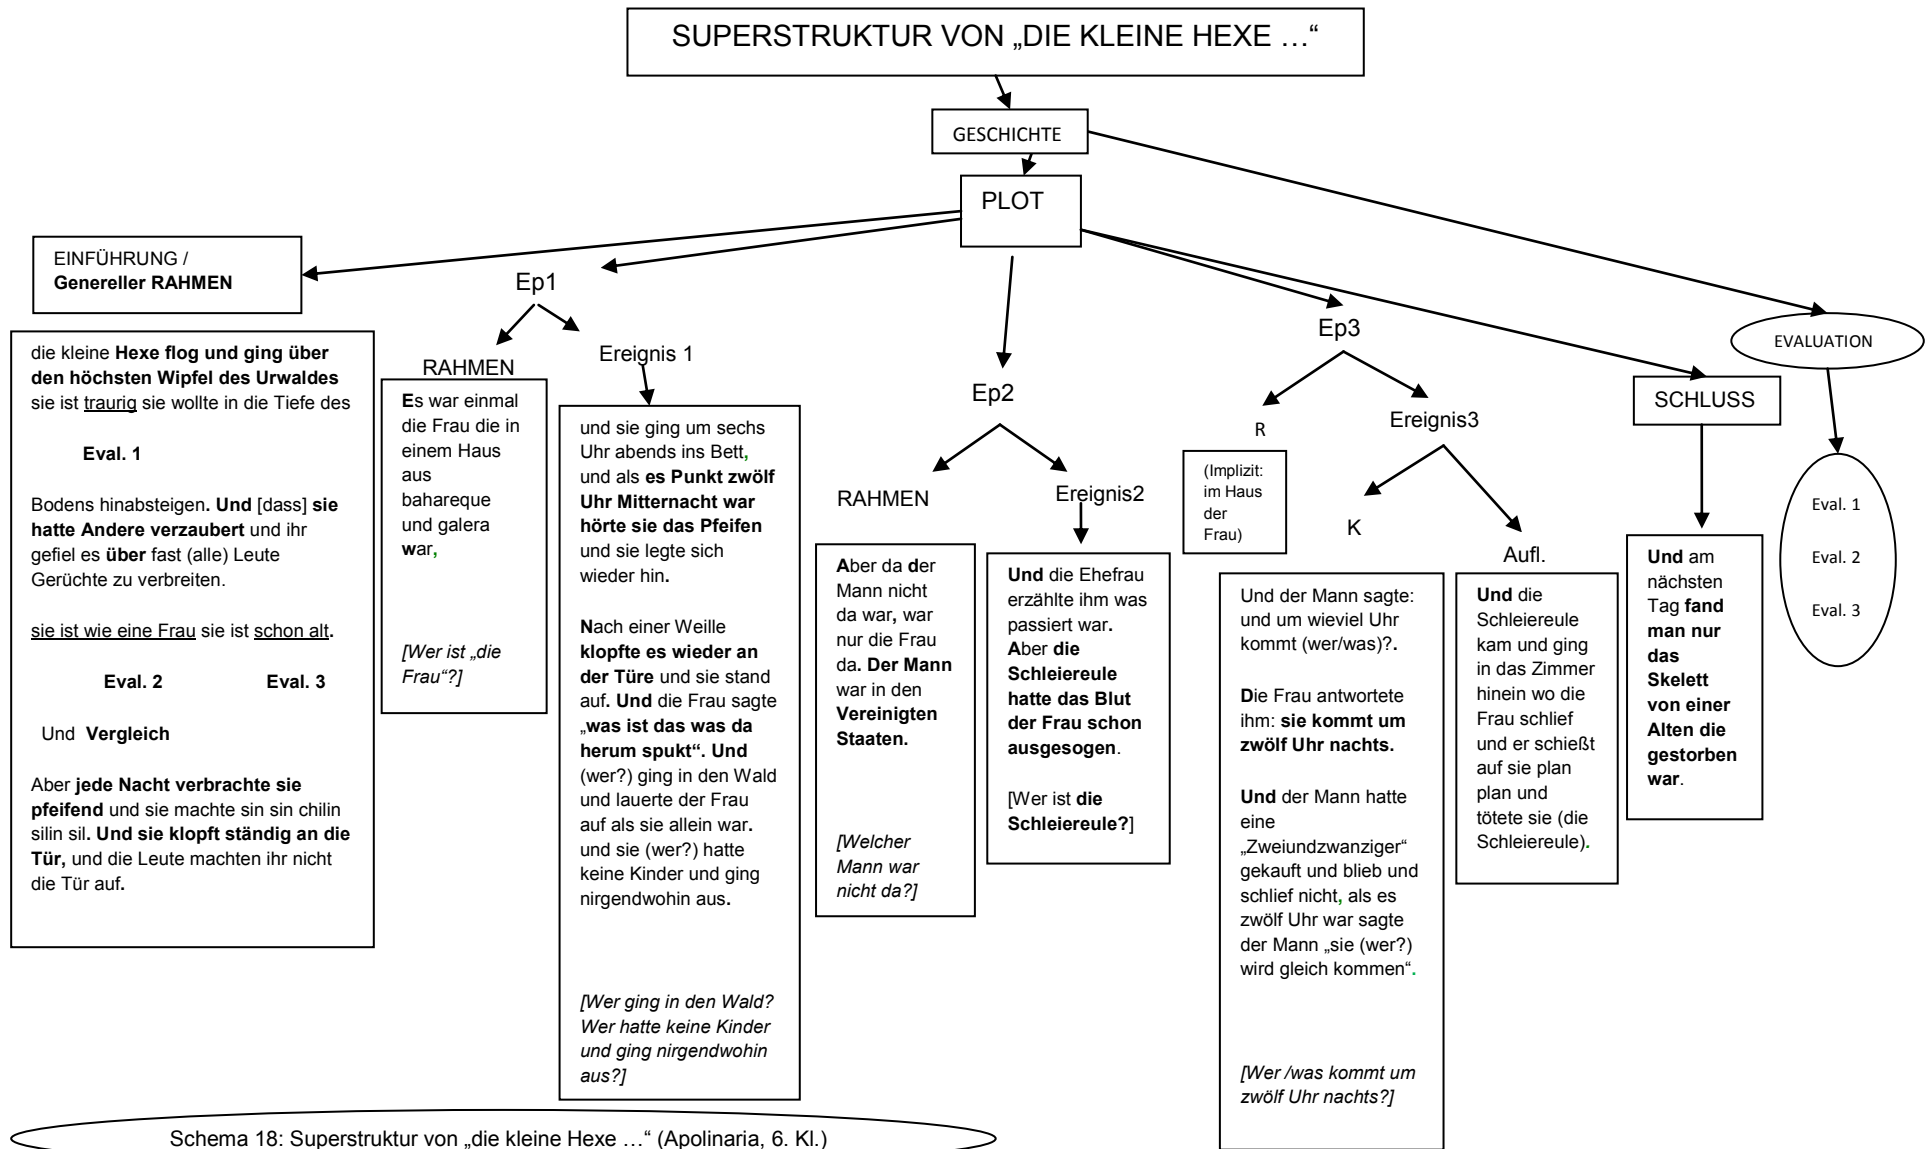 SUPERSTRUKTUR VON „DIE KLEINE HEXE …“
GESCHICHTE
PLOT
EINFÜHRUNG /
Genereller RAHMEN
die kleine Hexe flog und ging über
den höchsten Wipfel des Urwaldes
sie ist traurig sie wollte in die Tiefe des
Eval. 1
Bodens hinabsteigen. Und [dass] sie
hatte Andere verzaubert und ihr
gefiel es über fast (alle) Leute
Gerüchte zu verbreiten.
sie ist wie eine Frau sie ist schon alt.
Eval. 2 Eval. 3
Und Vergleich
Aber jede Nacht verbrachte sie
pfeifend und sie machte sin sin chilin
silin sil. Und sie klopft ständig an die
Tür, und die Leute machten ihr nicht
die Tür auf.
Ep1
RAHMEN
Es war einmal
die Frau die in
einem Haus
aus
bahareque
und galera
war,
[Wer ist „die
Frau“?]
Ereignis 1
und sie ging um sechs
Uhr abends ins Bett,
und als es Punkt zwölf
Uhr Mitternacht war
hörte sie das Pfeifen
und sie legte sich
wieder hin.
Nach einer Weille
klopfte es wieder an
der Türe und sie stand
auf. Und die Frau sagte
„was ist das was da
herum spukt“. Und
(wer?) ging in den Wald
und lauerte der Frau
auf als sie allein war.
und sie (wer?) hatte
keine Kinder und ging
nirgendwohin aus.
[Wer ging in den Wald?
Wer hatte keine Kinder
und ging nirgendwohin
aus?]
Ep2
RAHMEN
Aber da der
Mann nicht
da war, war
nur die Frau
da. Der Mann
war in den
Vereinigten
Staaten.
[Welcher
Mann war
nicht da?]
Ereignis2
Und die Ehefrau
erzählte ihm was
passiert war.
Aber die
Schleiereule
hatte das Blut
der Frau schon
ausgesogen.
[Wer ist die
Schleiereule?]
Ep3
R
(Implizit:
im Haus
der
Frau)
Ereignis3
K
Und der Mann sagte:
und um wieviel Uhr
kommt (wer/was)?.
Die Frau antwortete
ihm: sie kommt um
zwölf Uhr nachts.
Und der Mann hatte
eine
„Zweiundzwanziger“
gekauft und blieb und
schlief nicht, als es
zwölf Uhr war sagte
der Mann „sie (wer?)
wird gleich kommen“.
[Wer /was kommt um
zwölf Uhr nachts?]
Aufl.
Und die
Schleiereule
kam und ging
in das Zimmer
hinein wo die
Frau schlief
und er schießt
auf sie plan
plan und
tötete sie (die
Schleiereule).
SCHLUSS
Und am
nächsten
Tag fand
man nur
das
Skelett
von einer
Alten die
gestorben
war.
EVALUATION
Eval. 1
Eval. 2
Eval. 3
Schema 18: Superstruktur von „die kleine Hexe …“ (Apolinaria, 6. Kl.)